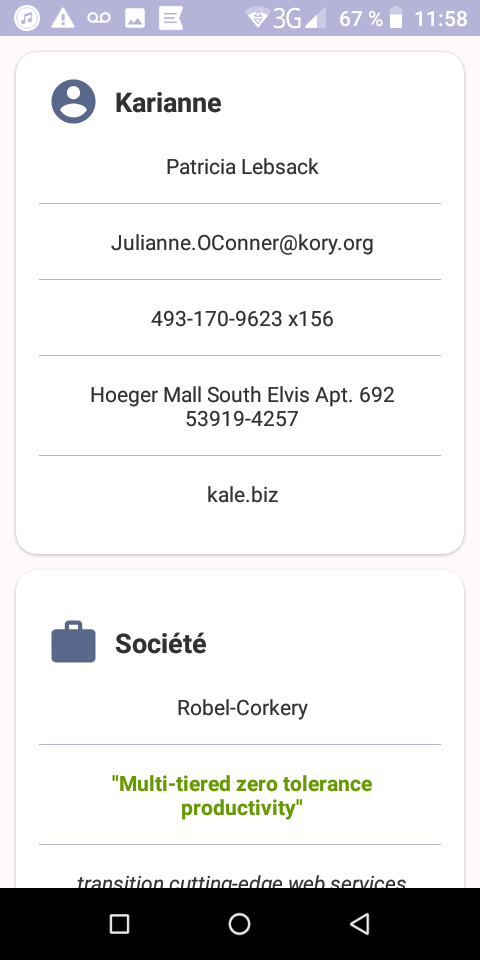 3G 67 % 11:58
Karianne
Patricia Lebsack
Julianne.OConner@kory.org
493-170-9623 x156
Hoeger Mall South Elvis Apt. 692
53919-4257
kale.biz
Société
Robel-Corkery
"Multi-tiered zero tolerance
productivity"
transition cutting-edge web services